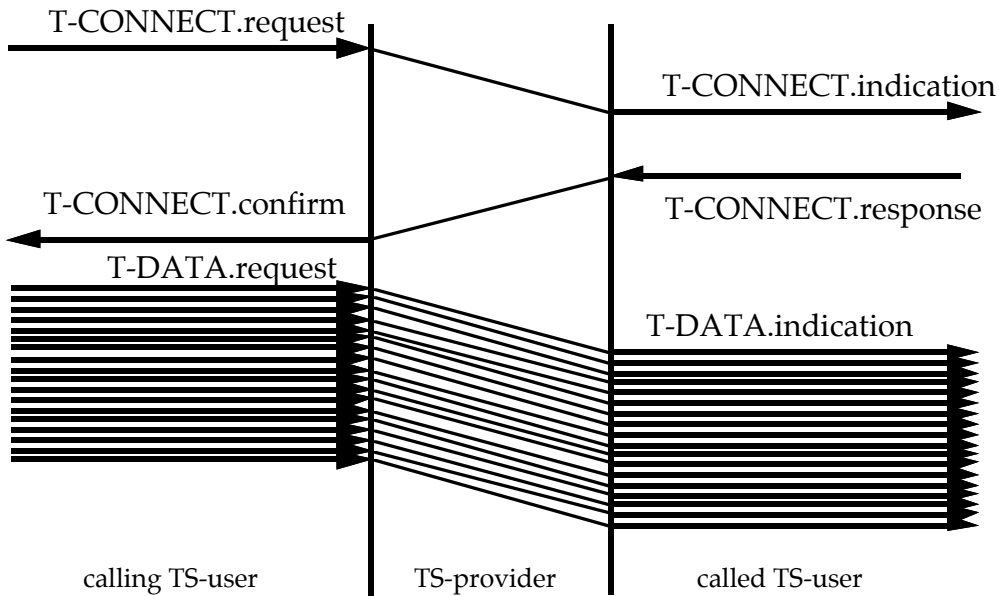 T-CONNECT.request
T-CONNECT.indication
T-CONNECT.confirm
T-CONNECT.response
T-DATA.request
T-DATA.indication
calling TS-user
TS-provider
called TS-user